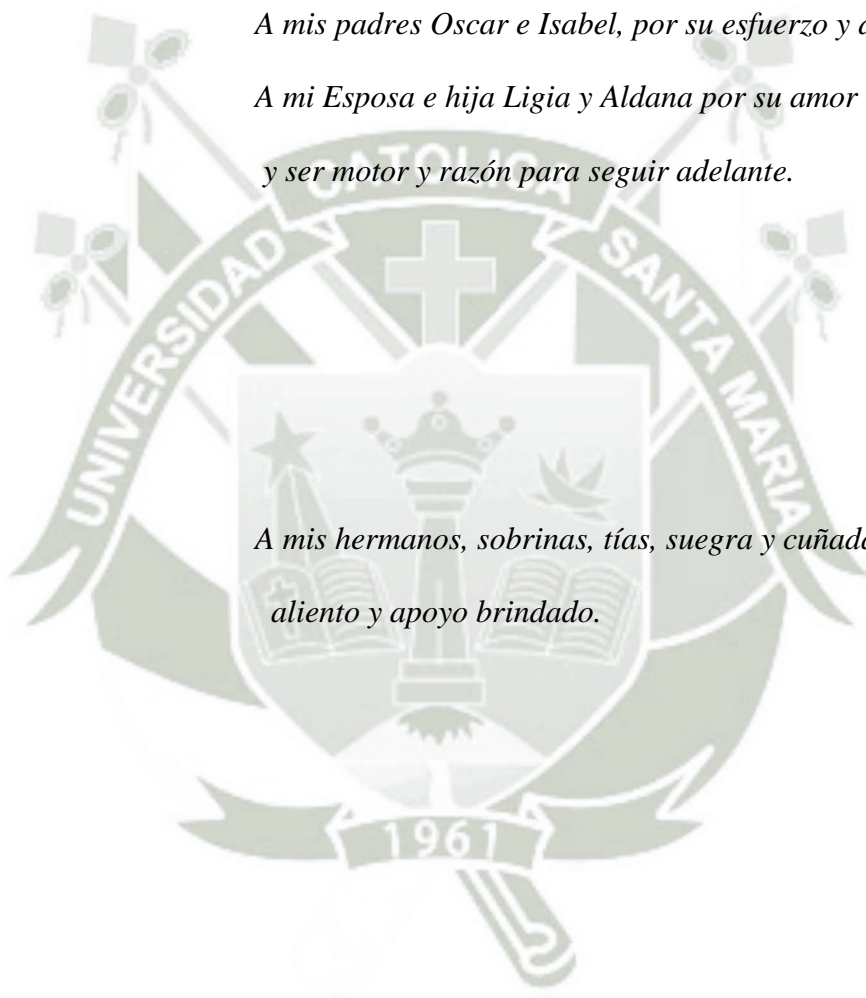 A mis padres Oscar e Isabel, por su esfuerzo y
A mi Esposa e hija Ligia y Aldana por su amor
y ser motor y razón para seguir adelante.
UNIVERSIDAD CATOLICA SANTA MARIA
A mis hermanos, sobrinas, tías, suegra y
aliento y apoyo brindado.
1961